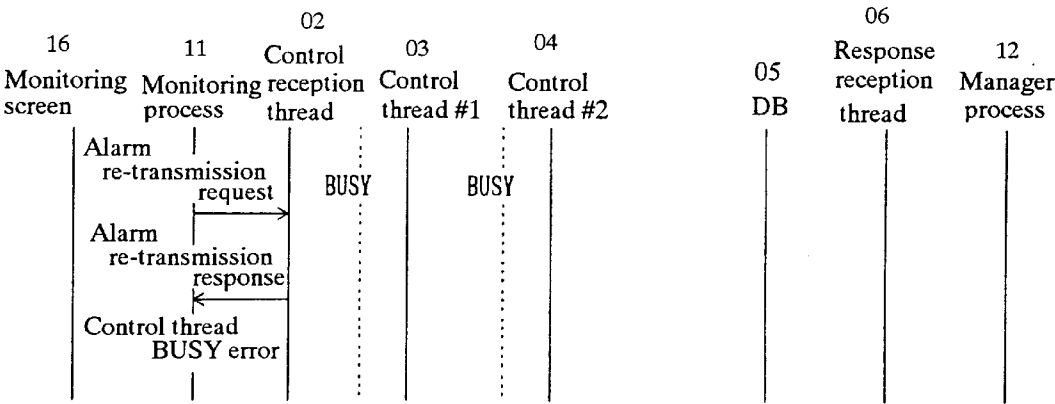 16
Monitoring
screen
11
Monitoring
process
02
Control
reception
thread
03
Control
thread #1
04
Control
thread #2
05
DB
06
Response
reception
thread
12
Manager
process
Alarm
re-transmission
request
BUSY
BUSY
Alarm
re-transmission
response
Control thread
BUSY error